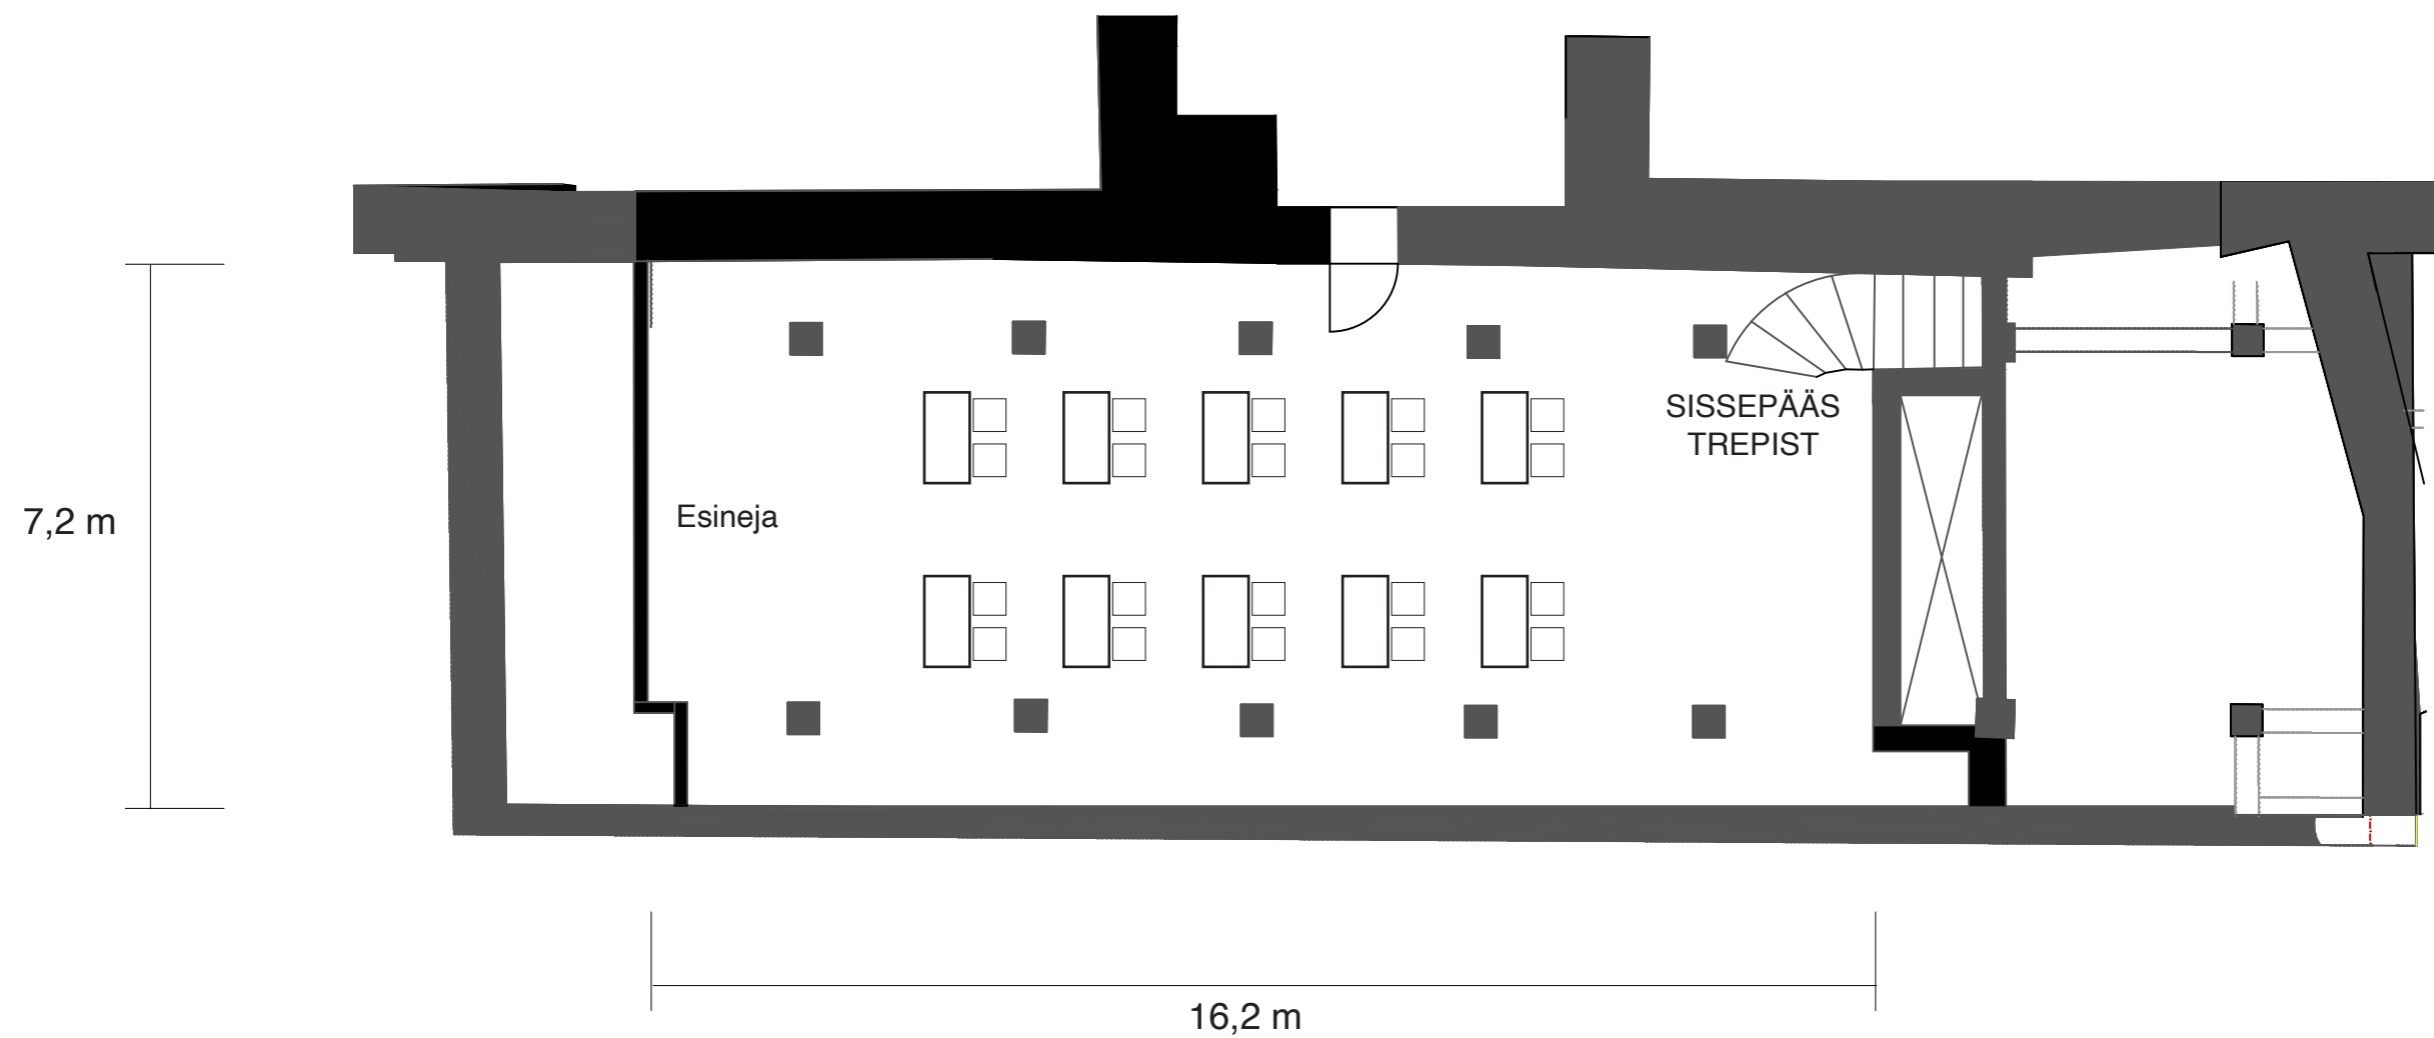 SISSEPÄÄS
TREPIST
7,2 m
Esineja
16,2 m